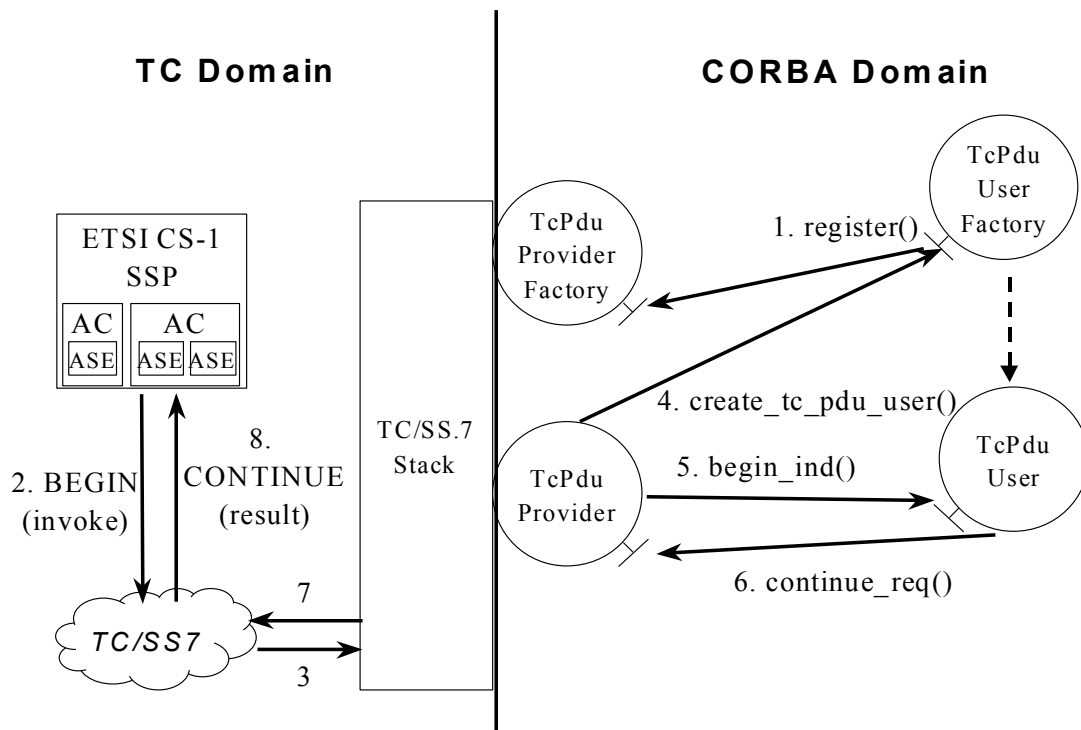 TC Domain
CORBA Domain
ETSI CS-1
SSP
AC
ASE
AC
ASE
ASE
2. BEGIN
(invoke)
8.
CONTINUE
(result)
TC/SS7
7
3
TC/SS.7
Stack
TcPdu
Provider
Factory
1. register()
TcPdu
User
Factory
4. create_tc_pdu_user()
TcPdu
Provider
5. begin_ind()
TcPdu
User
6. continue_req()